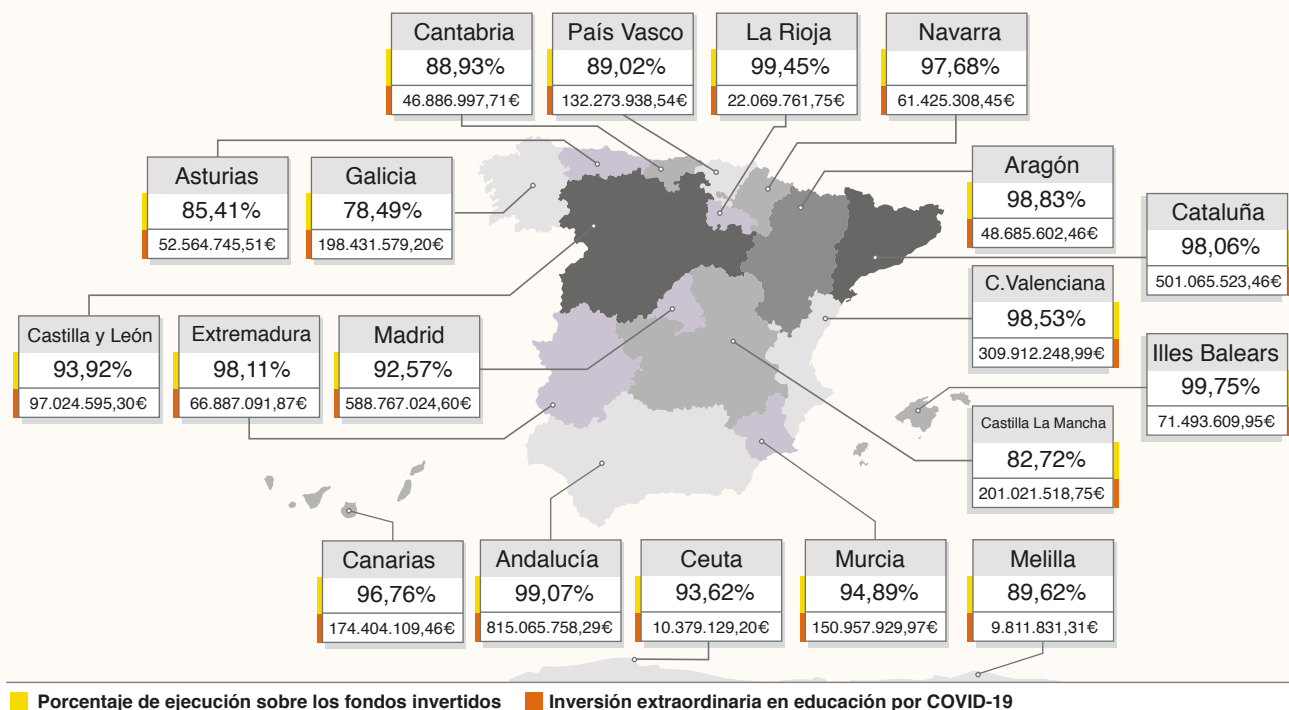 Cantabria
88,93%
46.886.997,71€
País Vasco
89,02%
132.273.938,54€
La Rioja
99,45%
22.069.761,75€
Navarra
97,68%
61.425.308,45€
Asturias
85,41%
52.564.745,51€
Galicia
78,49%
198.431.579,20€
Aragón
98,83%
48.685.602,46€
Cataluña
98,06%
501.065.523,46€
C.Valenciana
98,53%
309.912.248,99€
Illes Balears
99,75%
71.493.609,95€
Castilla y León
93,92%
97.024.595,30€
Extremadura
98,11%
66.887.091,87€
Madrid
92,57%
588.767.024,60€
Castilla La Mancha
82,72%
201.021.518,75€
Canarias
96,76%
174.404.109,46€
Andalucía
99,07%
815.065.758,29€
Ceuta
93,62%
10.379.129,20€
Murcia
94,89%
150.957.929,97€
Melilla
89,62%
9.811.831,31€
Porcentaje de ejecución sobre los fondos invertidos
Inversión extraordinaria en educación por COVID-19